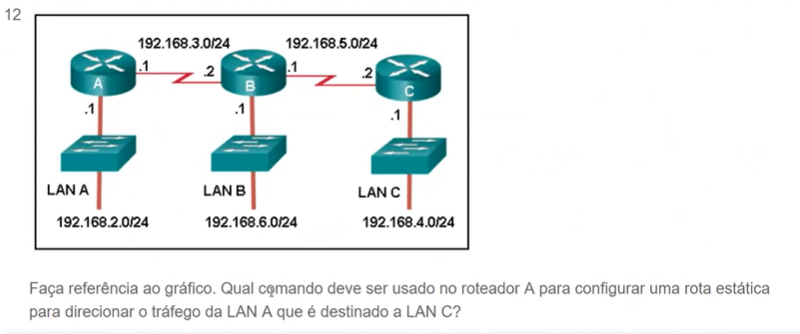 12
192.168.3.0/24 192.168.5.0/24
.1 .2 .1 .2
A B C
.1 .1 .1
LAN A LAN B LAN C
192.168.2.0/24 192.168.6.0/24 192.168.4.0/24
Faça referência ao gráfico. Qual comando deve ser usado no roteador A para configurar uma rota estática
para direcionar o tráfego da LAN A que é destinado a LAN C?